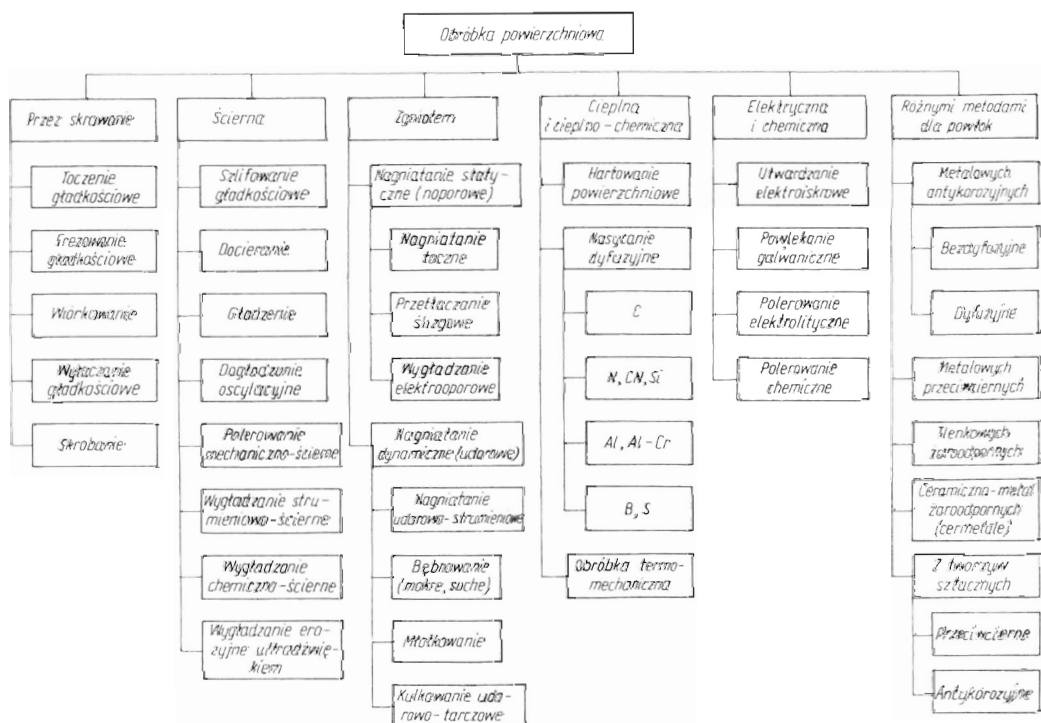 Obróbka powierzchniowa
Przez skrawanie
Toczenie
gładkościowe
Frezowanie
gładkościowe
Wiórkowanie
Wytaczanie
gładkościowe
Skrobanie
Ścierna
Szlifowanie
gładkościowe
Docieranie
Gładzenie
Dogładzanie
oscylacyjne
Polerowanie
mechaniczno-ścierne
Wygładzanie stru-
mieniowo-ścierne
Wygładzanie
chemiczno-ścierne
Wygładzanie ero-
zyjne ultradźwię-
kiem
Zgniotem
Nagniatanie staty-
czne (noporowe)
Nagniatanie
toczne
Przetłaczanie
ślizgowe
Wygładzanie
elektrooporowe
Nagniatanie
dynamiczne (udarowe)
Nagniatanie
udarowo-strumieniowe
Bębnowanie
(mokre, suche)
Młotkowanie
Kulkowanie uda-
rowo-tarczowe
Cieplna
i cieplno-chemiczna
Hartowanie
powierzchniowe
Nasycanie
dyfuzyjne
C
N, CN, Si
Al, Al-Cr
B, S
Obróbka termo-
mechaniczna
Elektryczna
i chemiczna
Utwardzanie
elektroiskrowe
Powlekanie
galwaniczne
Polerowanie
elektrolityczne
Polerowanie
chemiczne
Różnymi metodami
dla powłok
Metalowych
antykorozyjnych
Bezdyfuzyjne
Dyfuzyjne
Metalowych
przeciwciernych
Tlenkowych
żaroodpornych
Ceramiczno-metal.
żaroodpornych
(cermetale)
Z tworzyw
sztucznych
Przeciwcierne
Antykorozyjne